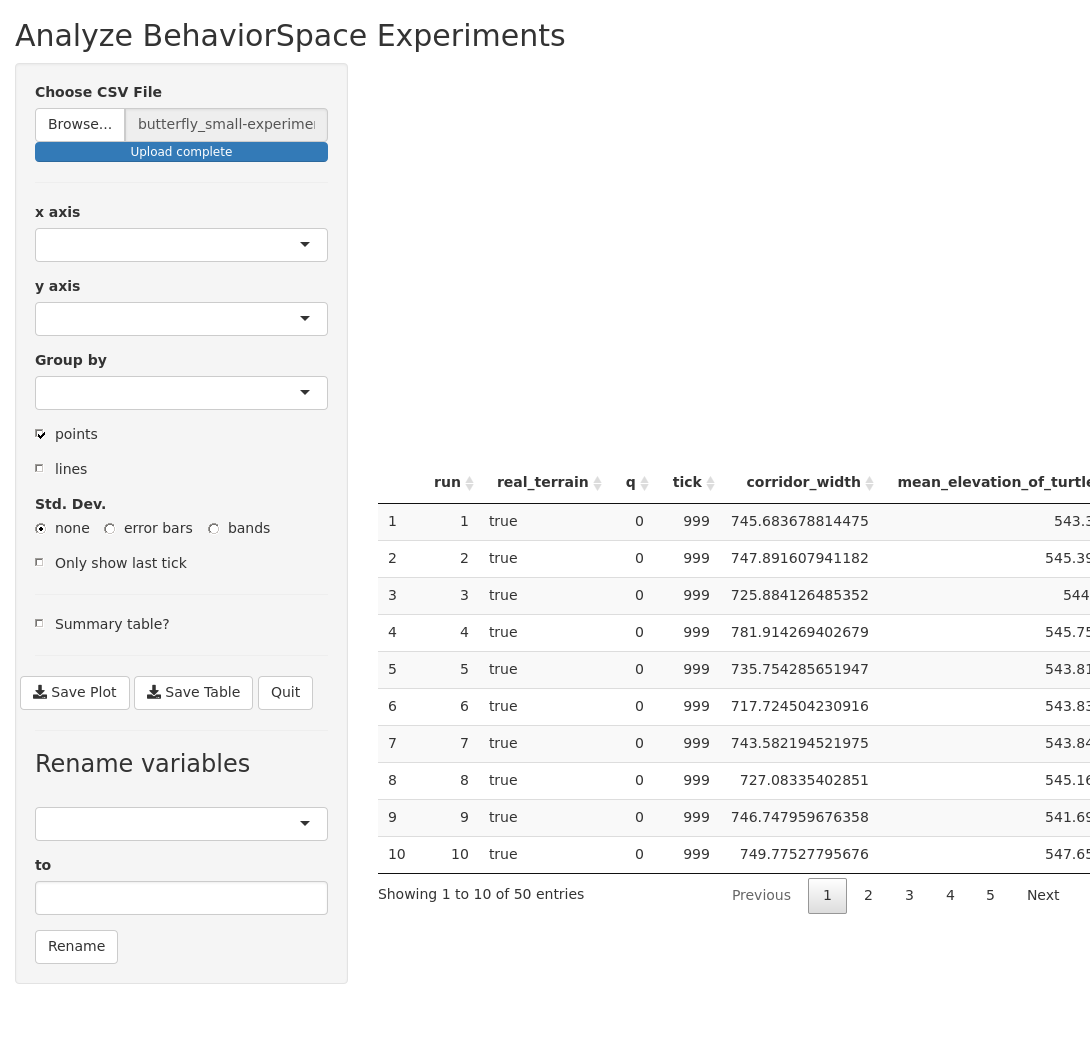 Analyze BehaviorSpace Experiments
Choose CSV File
Browse... butterfly_small-experime
Upload complete
x axis
y axis
Group by
points
lines
Std. Dev.
none error bars bands
Only show last tick
Summary table?
Save Plot Save Table Quit
Rename variables
to
Rename
run real_terrain q tick corridor_width mean_elevation_of_turtle
1 1 true 0 999 745.683678814475 543.3
2 2 true 0 999 747.891607941182 545.39
3 3 true 0 999 725.884126485352 544
4 4 true 0 999 781.914269402679 545.75
5 5 true 0 999 735.754285651947 543.81
6 6 true 0 999 717.724504230916 543.83
7 7 true 0 999 743.582194521975 543.84
8 8 true 0 999 727.08335402851 545.16
9 9 true 0 999 746.747959676358 541.69
10 10 true 0 999 749.77527795676 547.65
Showing 1 to 10 of 50 entries Previous 1 2 3 4 5 Next